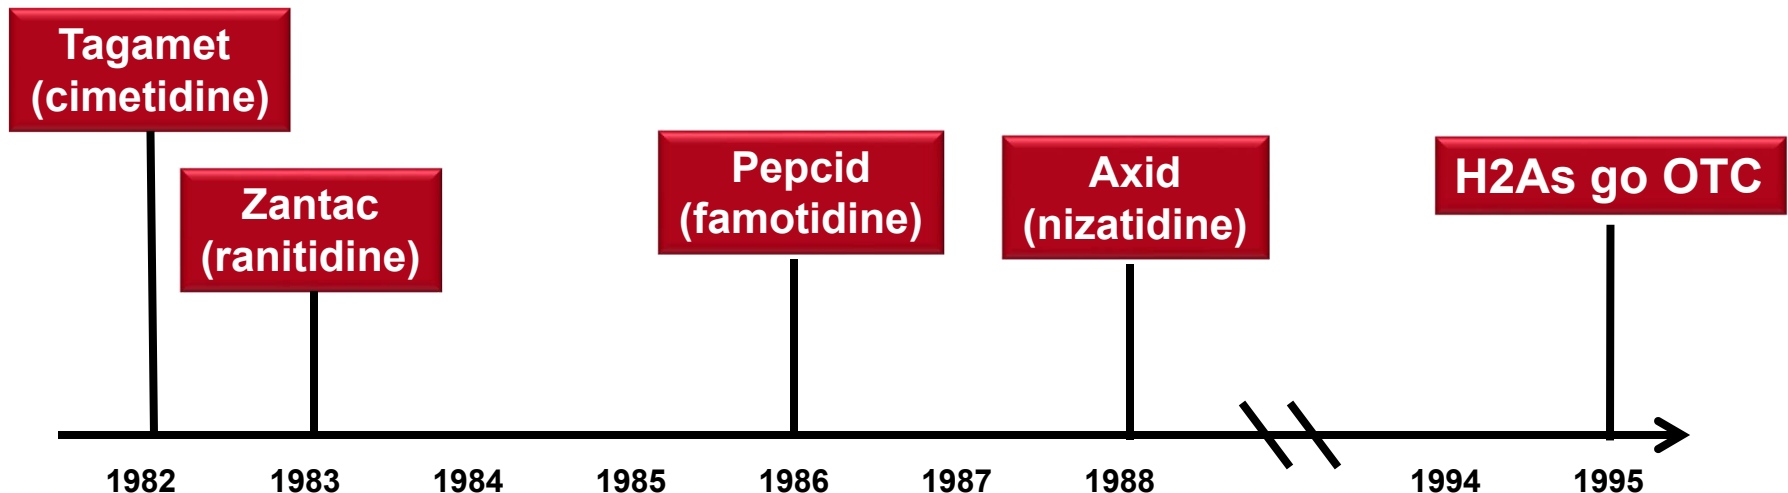 Tagamet
(cimetidine)
Zantac
(ranitidine)
Pepcid
(famotidine)
Axid
(nizatidine)
H2As go OTC
1982 1983 1984 1985 1986 1987 1988 1994 1995